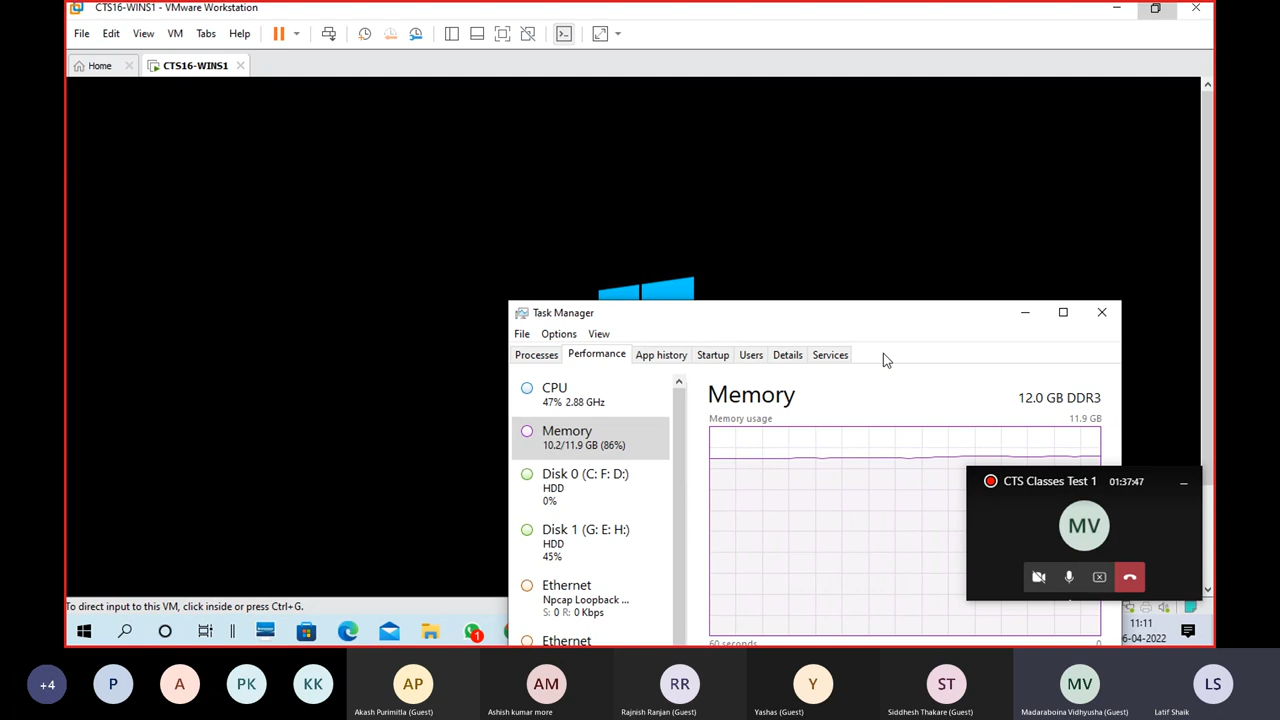 CTS16-WINS1 - VMware Workstation
File Edit View VM Tabs Help
Home CTS16-WINS1
Task Manager
File Options View
Processes Performance App history Startup Users Details Services
CPU
47% 2.88 GHz
Memory
10.2/11.9 GB (86%)
Disk 0 (C: F: D:)
HDD
0%
Disk 1 (G: E: H:)
HDD
45%
Ethernet
Npcap Loopback ...
S: 0 R: 0 Kbps
Ethernet
Memory 12.0 GB DDR3
Memory usage 11.9 GB
60 seconds 0
CTS Classes Test 1 01:37:47
MV
To direct input to this VM, click inside or press Ctrl+G.
1
11:11
6-04-2022
+4 P A PK KK AP AM RR Y ST MV LS
Akash Purimitla (Guest) Ashish kumar more Rajnish Ranjan (Guest) Yashas (Guest) Siddhesh Thakare (Guest) Madaraboina Vidhyusha (Guest) Latif Shaik